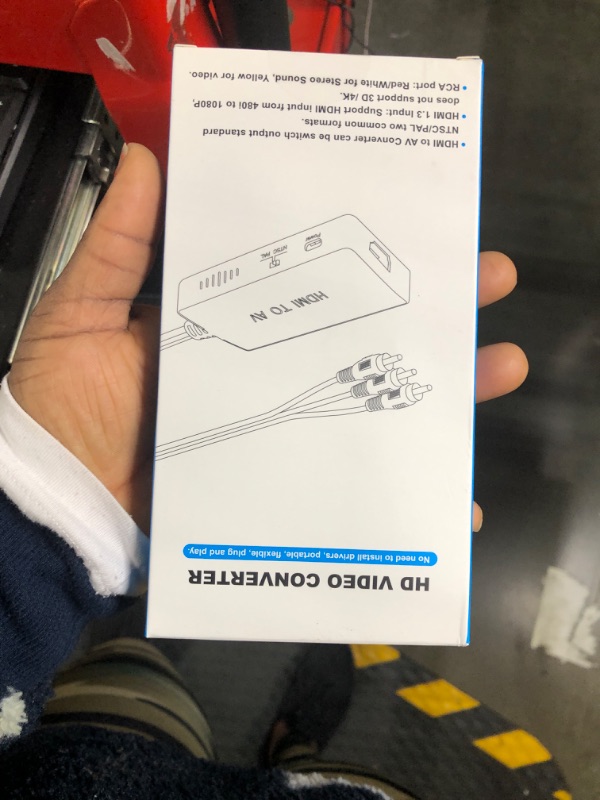 HD VIDEO CONVERTER
No need to install drivers, portable, flexible, plug and play.
HDMI TO AV
Power
NTSC PAL
• HDMI to AV Converter can be switch output standard
NTSC/PAL two common formats.
• HDMI 1.3 Input: Support HDMI input from 480i to 1080P,
does not support 3D /4K.
• RCA port: Red/White for Stereo Sound, Yellow for video.